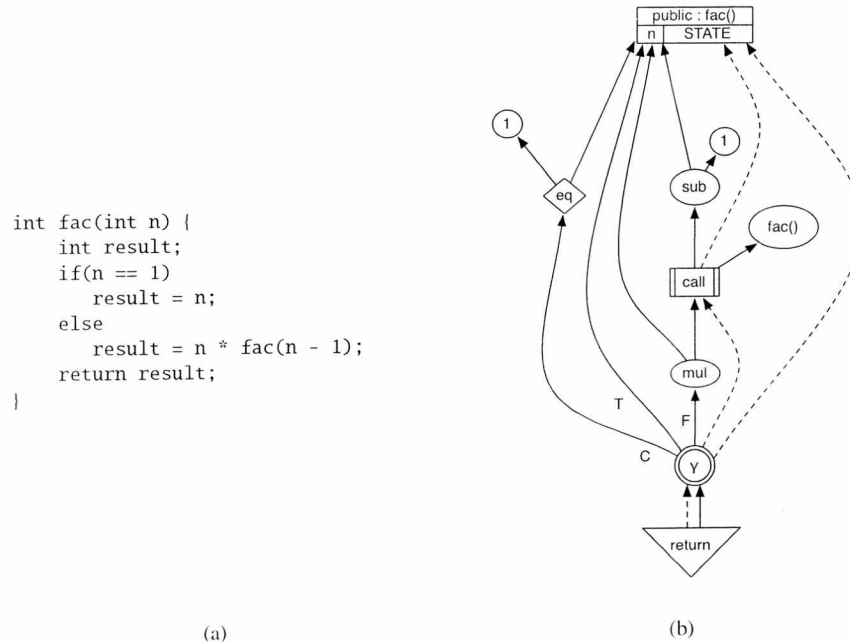 int fac(int n) {
int result;
if(n == 1)
result = n;
else
result = n * fac(n - 1);
return result;
}
(a)
public : fac()
n STATE
1
1
eq
sub
fac()
call
mul
T
F
C
γ
return
(b)